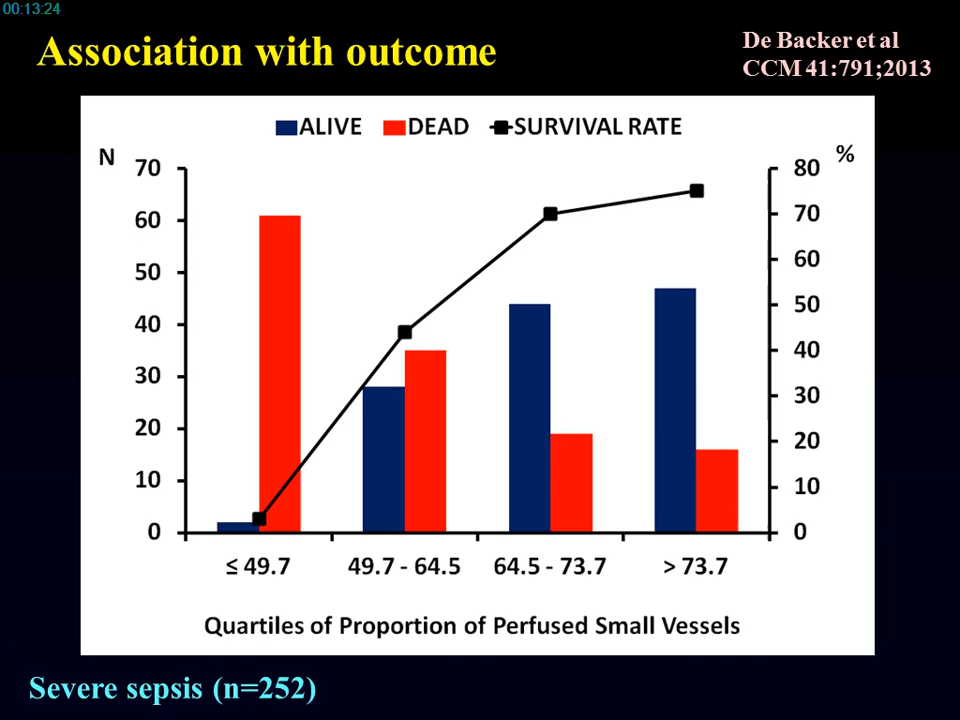 00:13:24
Association with outcome
De Backer et al
CCM 41:791;2013
ALIVE DEAD SURVIVAL RATE
N
%
70
60
50
40
30
20
10
0
80
70
60
50
40
30
20
10
0
≤ 49.7 49.7 - 64.5 64.5 - 73.7 > 73.7
Quartiles of Proportion of Perfused Small Vessels
Severe sepsis (n=252)